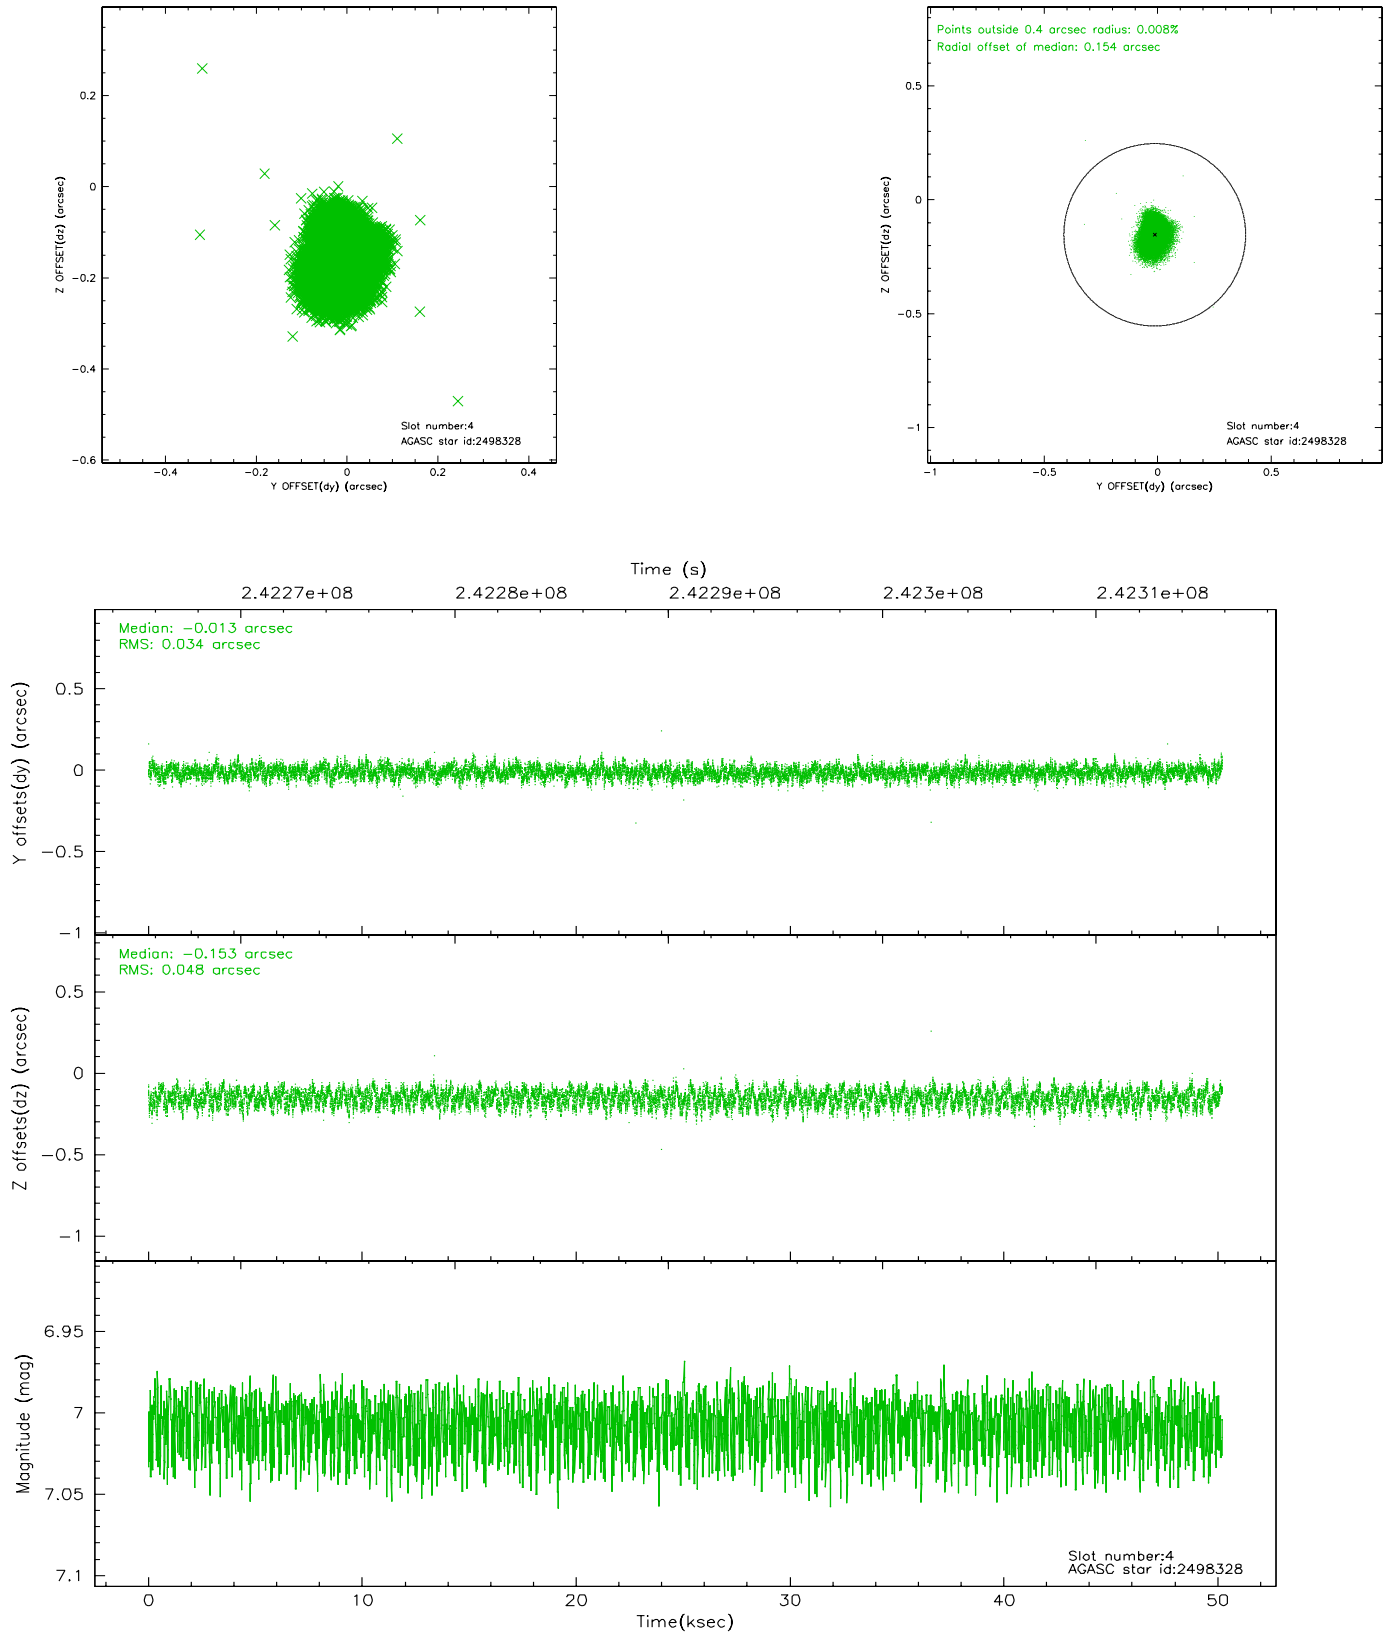 0.2
0
−0.2
−0.4
−0.6
Z OFFSET(dz) (arcsec)
−0.4
−0.2
0
0.2
0.4
Y OFFSET(dy) (arcsec)
Slot number:4
AGASC star id:2498328
Points outside 0.4 arcsec radius: 0.008%
Radial offset of median: 0.154 arcsec
0.5
0
−0.5
−1
Z OFFSET(dz) (arcsec)
−1
−0.5
0
0.5
Y OFFSET(dy) (arcsec)
Slot number:4
AGASC star id:2498328
Time (s)
2.4227e+08
2.4228e+08
2.4229e+08
2.423e+08
2.4231e+08
Median: −0.013 arcsec
RMS: 0.034 arcsec
0.5
0
−0.5
−1
Y offsets(dy) (arcsec)
Median: −0.153 arcsec
RMS: 0.048 arcsec
0.5
0
−0.5
−1
Z offsets(dz) (arcsec)
6.95
7
7.05
7.1
Magnitude (mag)
Slot number:4
AGASC star id:2498328
0
10
20
30
40
50
Time(ksec)